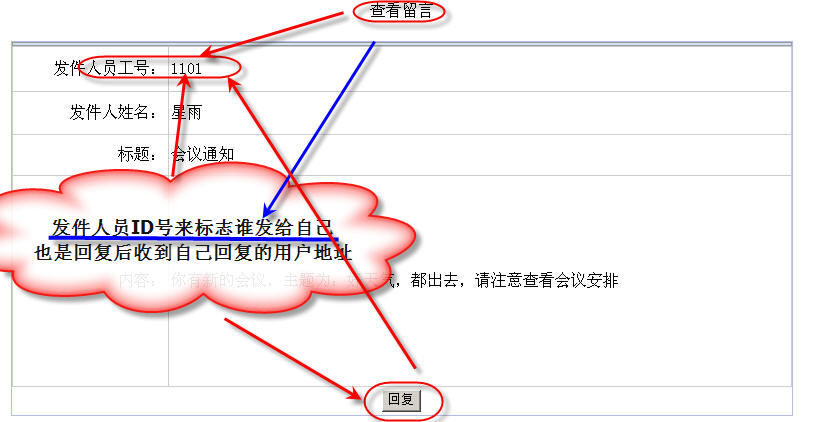 查看留言
发件人员工号： 1101
发件人姓名： 星雨
标题： 会议通知
发件人员ID号来标志谁发给自己
也是回复后收到自己回复的用户地址
内容： 你有新的会议，主题为：好天气，都出去，请注意查看会议安排
回复